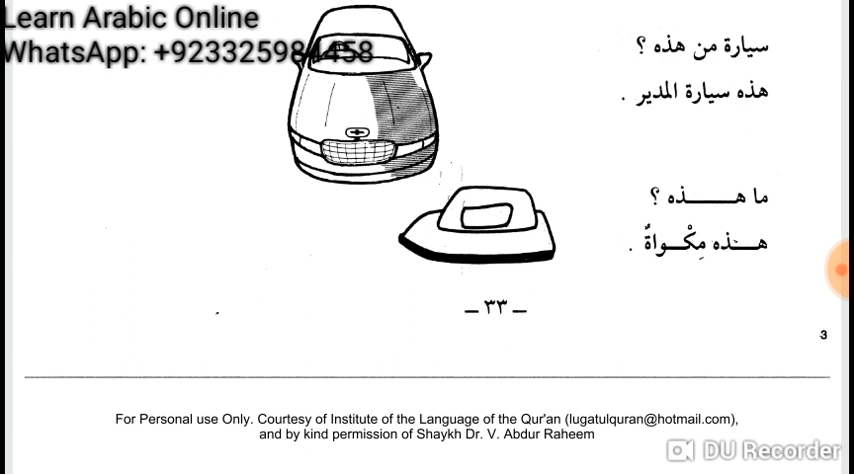 Learn Arabic Online
WhatsApp: +923325984458
سيارة من هذه ؟
هذه سيارة المدير .
ما هـــــذه ؟
هـــذه مِكْـــواةٌ .
– ٣٣ –
3
For Personal use Only. Courtesy of Institute of the Language of the Qur'an (lugatulquran@hotmail.com),
and by kind permission of Shaykh Dr. V. Abdur Raheem
DU Recorder